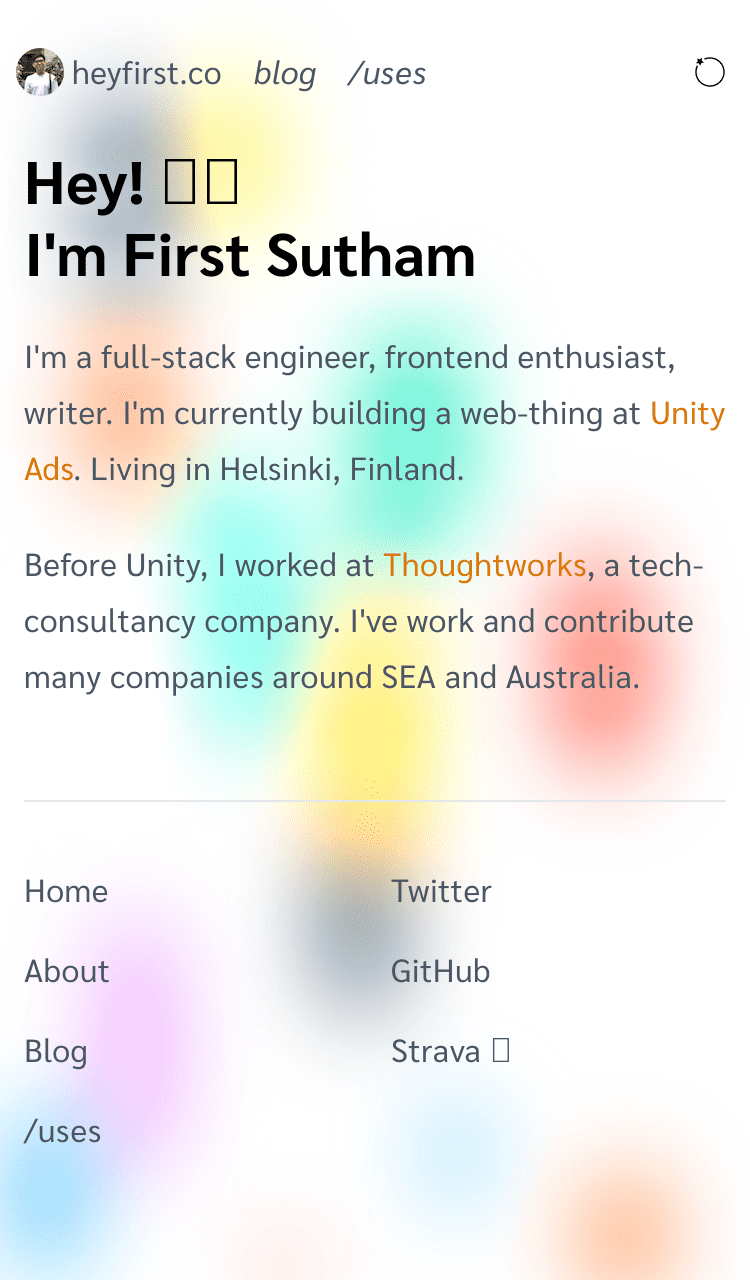 heyfirst.co blog /uses
Hey!
I'm First Sutham
I'm a full-stack engineer, frontend enthusiast,
writer. I'm currently building a web-thing at Unity
Ads. Living in Helsinki, Finland.
Before Unity, I worked at Thoughtworks, a tech-
consultancy company. I've work and contribute
many companies around SEA and Australia.
Home
About
Blog
/uses
Twitter
GitHub
Strava